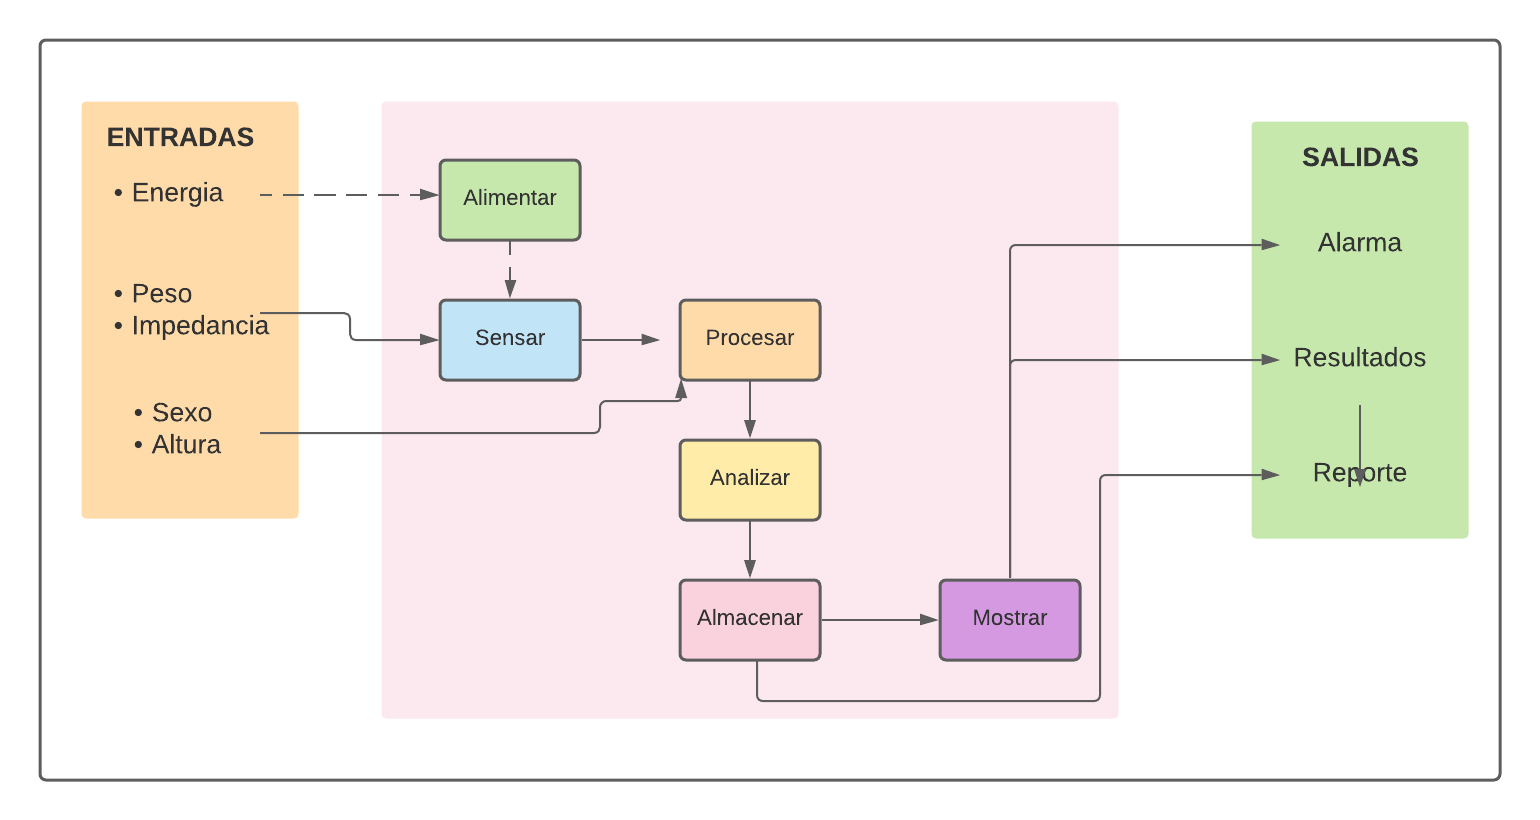 ENTRADAS
• Energia
• Peso
• Impedancia
• Sexo
• Altura
Alimentar
Sensar
Procesar
Analizar
Almacenar
Mostrar
SALIDAS
Alarma
Resultados
Reporte